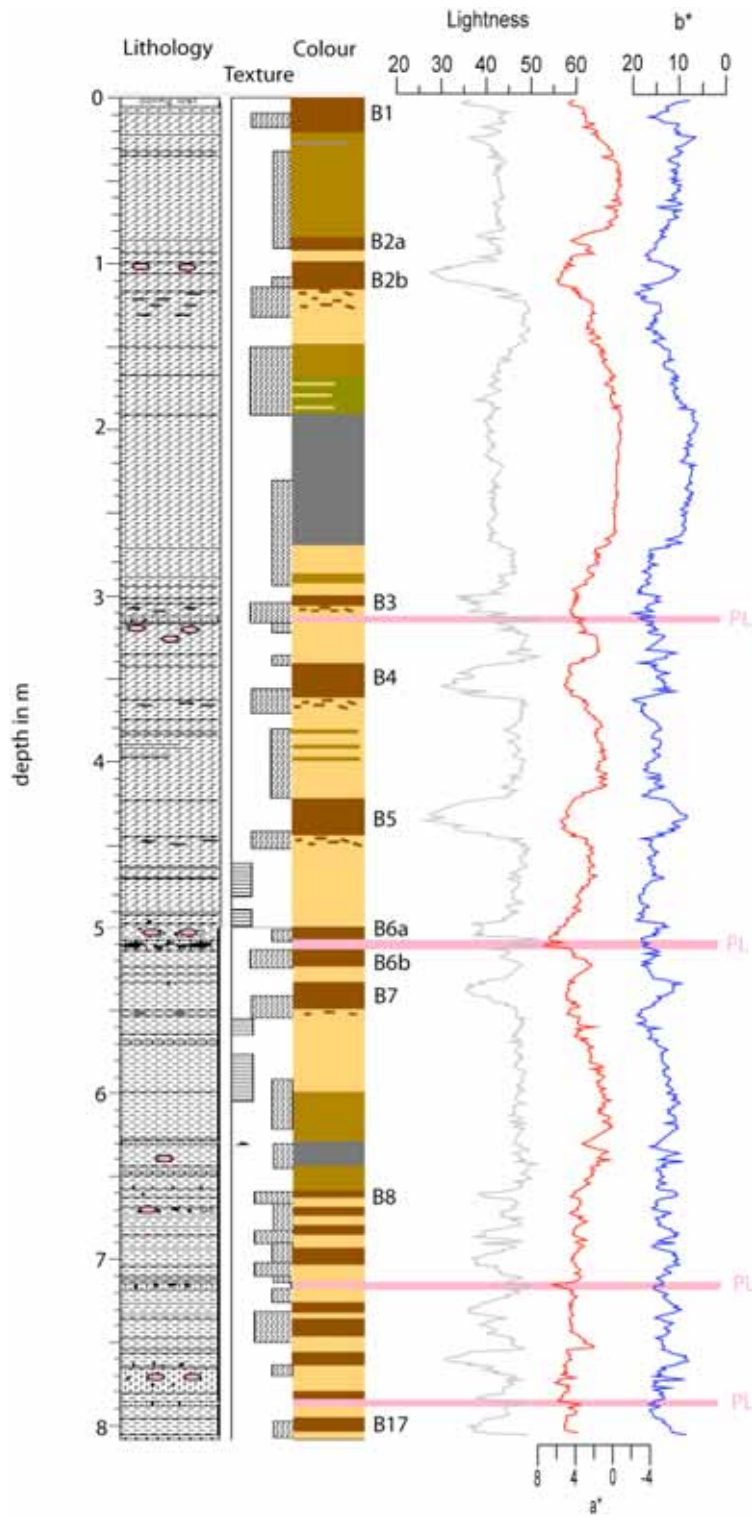 Lithology
Texture
Colour
Lightness
b*
20 30 40 60
20 10 0
0
1
2
3
4
5
6
7
8
depth in m
B1
B2a
B2b
B3
PL
B4
B5
B6a
PL
B6b
B7
B8
PL
PL
B17
8 4 0 -4
a*